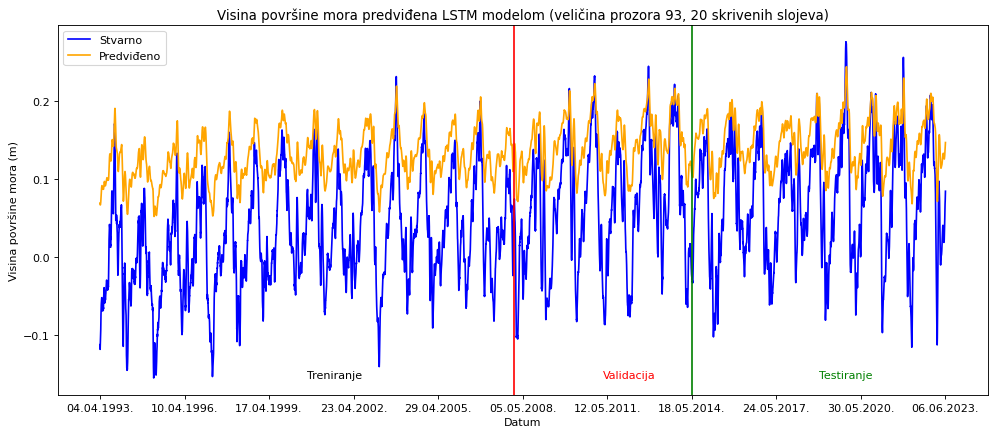 Visina površine mora predviđena LSTM modelom (veličina prozora 93, 20 skrivenih slojeva)
Stvarno
Predviđeno
Visina površine mora (m)
0.2
0.1
0.0
−0.1
Treniranje
Validacija
Testiranje
04.04.1993.
10.04.1996.
17.04.1999.
23.04.2002.
29.04.2005.
05.05.2008.
12.05.2011.
18.05.2014.
24.05.2017.
30.05.2020.
06.06.2023.
Datum